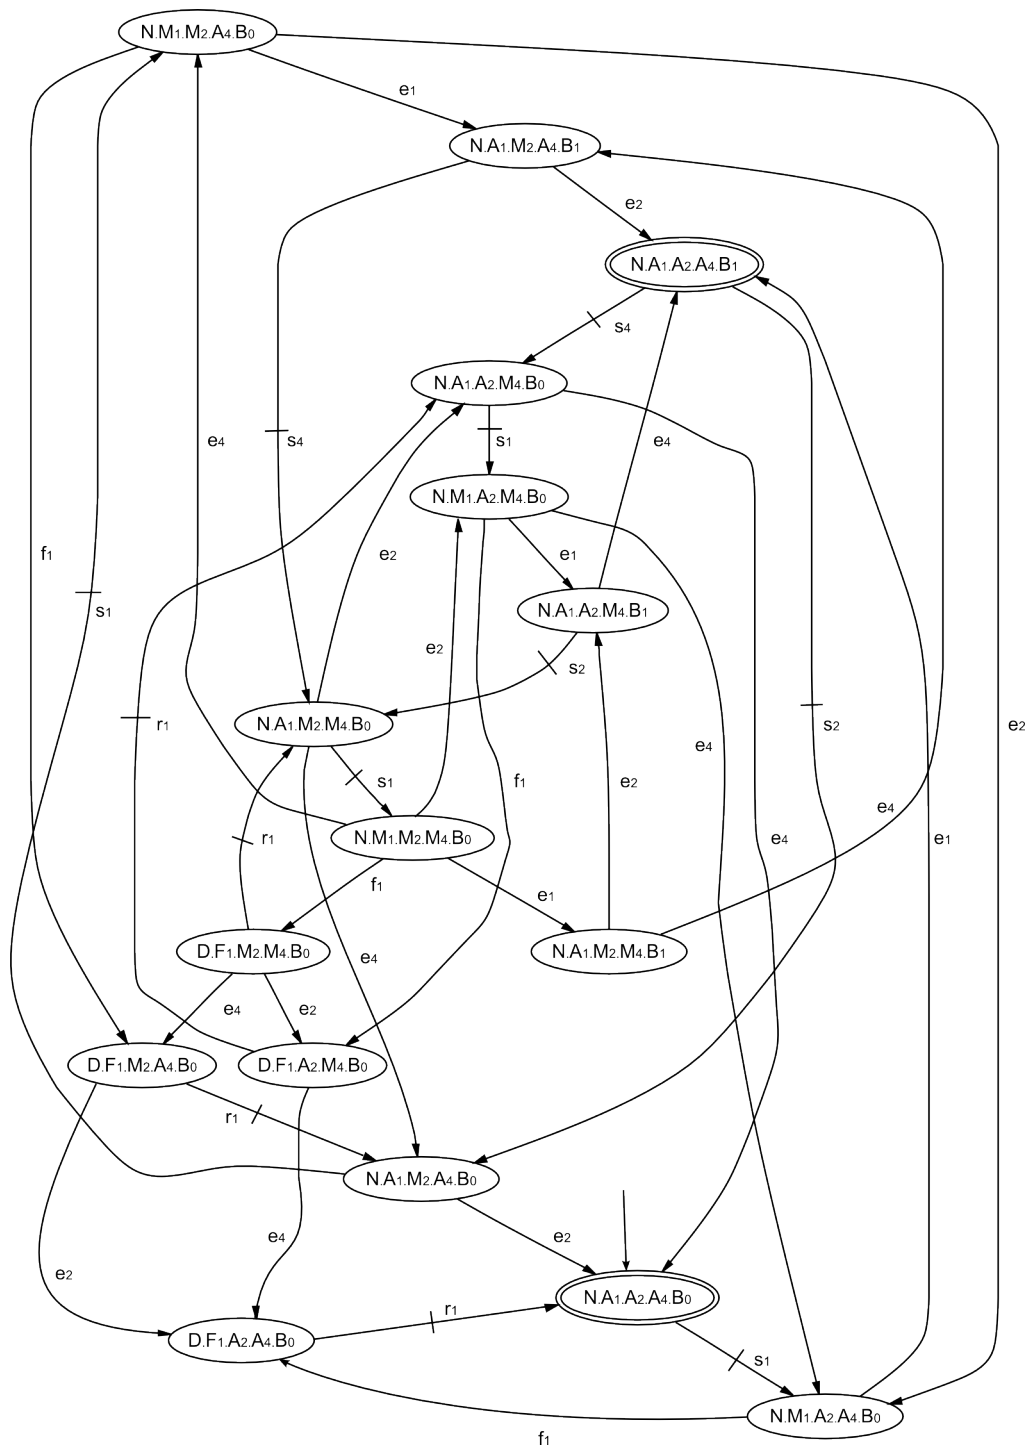 N.M1.M2.A4.B0
e1
N.A1.M2.A4.B1
e2
N.A1.A2.A4.B1
s4
N.A1.A2.M4.B0
e4
s4
s1
e4
N.M1.A2.M4.B0
f1
e2
e1
s1
N.A1.A2.M4.B1
e2
s2
N.A1.M2.M4.B0
r1
s2
e2
e4
s1
f1
e2
e4
r1
N.M1.M2.M4.B0
e4
e1
f1
e1
D.F1.M2.M4.B0
N.A1.M2.M4.B1
e4
e4
e2
D.F1.M2.A4.B0
D.F1.A2.M4.B0
r1
N.A1.M2.A4.B0
e4
e2
e2
N.A1.A2.A4.B0
r1
D.F1.A2.A4.B0
s1
N.M1.A2.A4.B0
f1